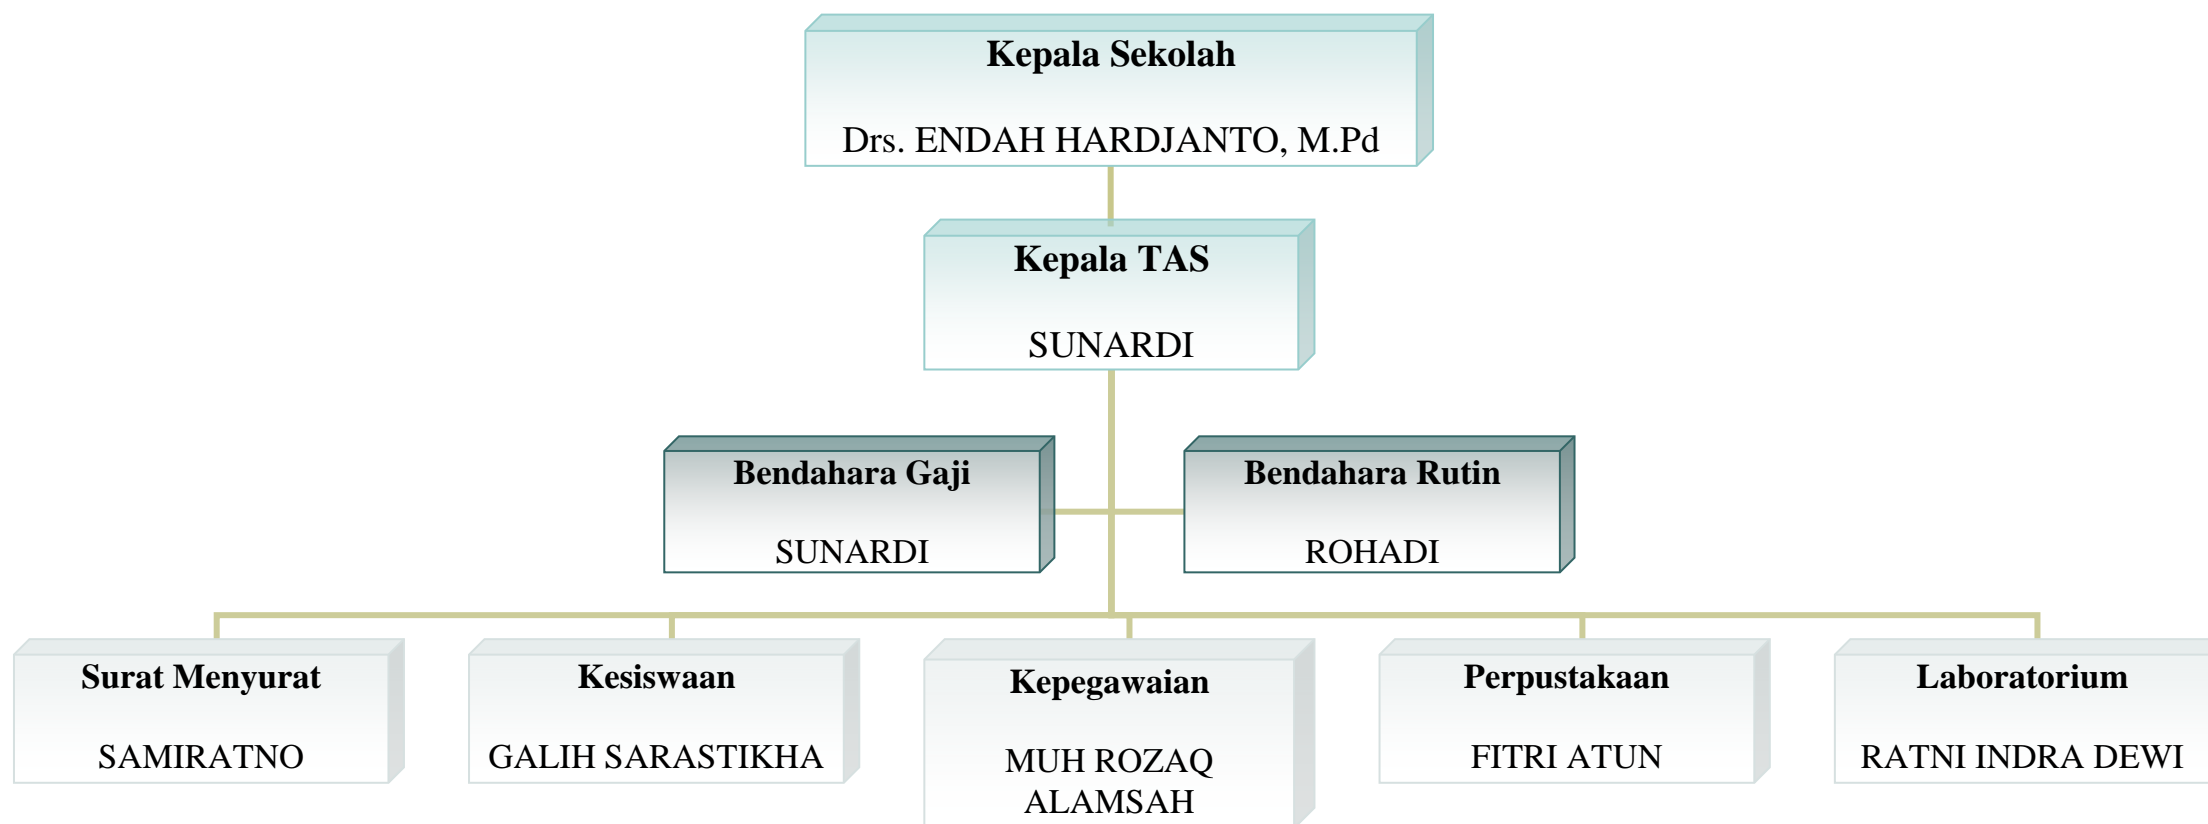 Kepala Sekolah
Drs. ENDAH HARDJANTO, M.Pd
Kepala TAS
SUNARDI
Bendahara Gaji
SUNARDI
Bendahara Rutin
ROHADI
Surat Menyurat
SAMIRATNO
Kesiswaan
GALIH SARASTIKHA
Kepegawaian
MUH ROZAQ
ALAMSAH
Perpustakaan
FITRI ATUN
Laboratorium
RATNI INDRA DEWI